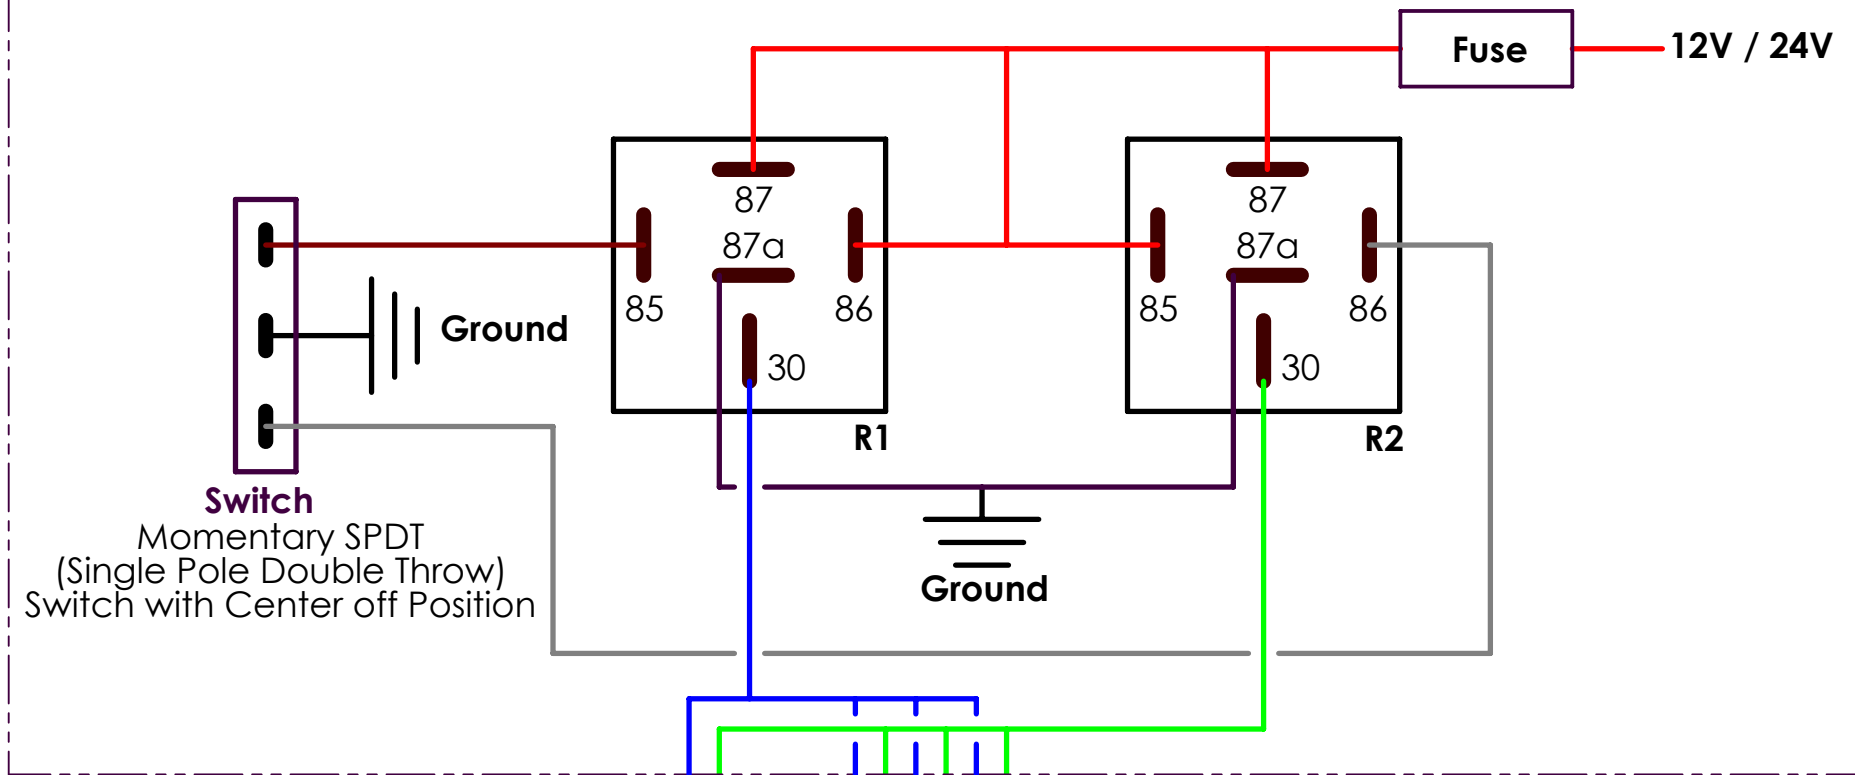 Fuse
12V / 24V
87
87a
85
86
30
R1
87
87a
85
86
30
R2
Ground
Switch
Momentary SPDT
(Single Pole Double Throw)
Switch with Center off Position
Ground